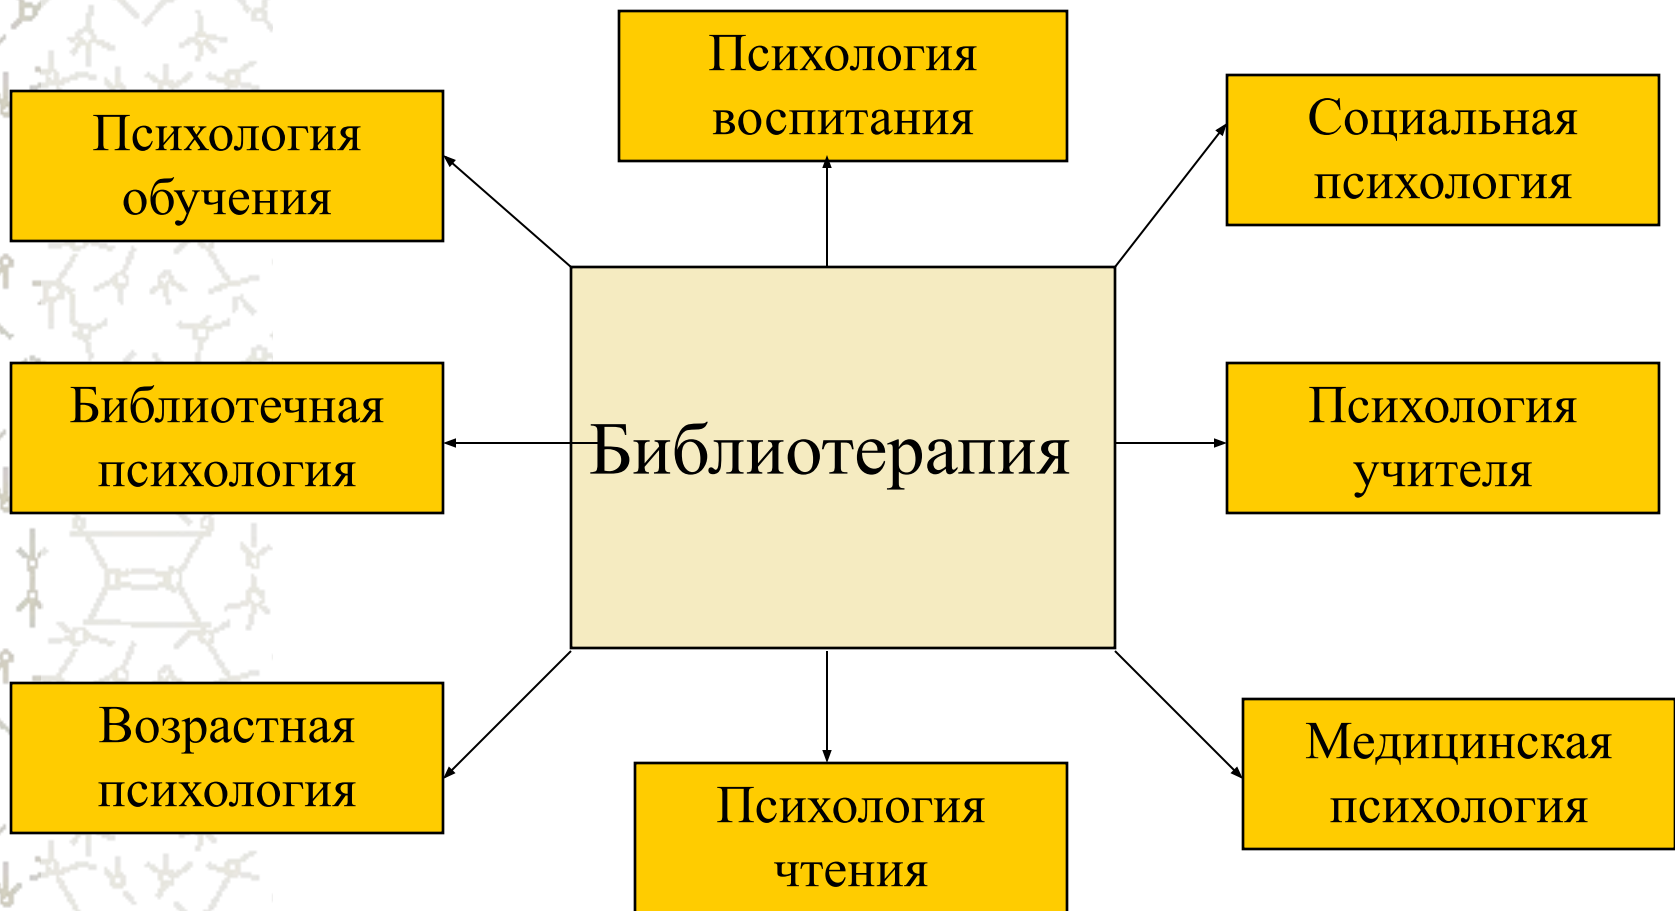 Психология
воспитания
Социальная
психология
Психология
обучения
Библиотечная
психология
Библиотерапия
Психология
учителя
Возрастная
психология
Психология
чтения
Медицинская
психология